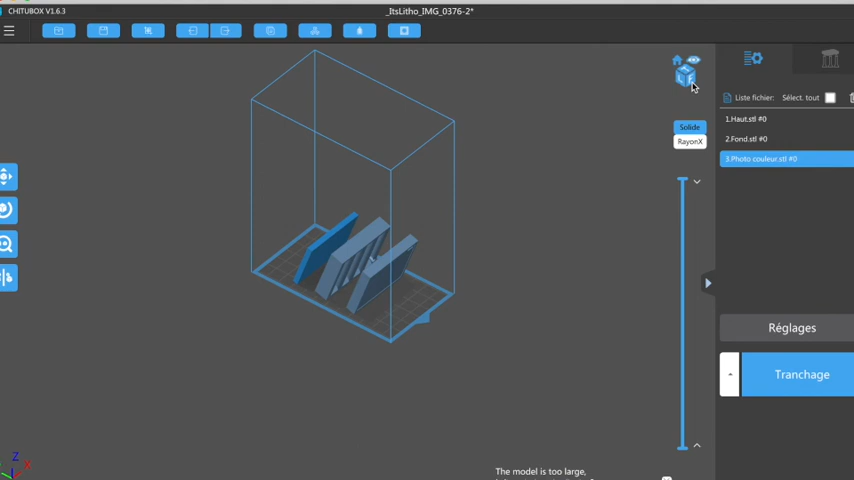 CHITUBOX V1.6.3
_ItsLitho_IMG_0376-2*
Liste fichier: Sélect. tout
Solide
RayonX
1.Haut.stl #0
2.Fond.stl #0
3.Photo couleur.stl #0
Réglages
Tranchage
The model is too large,
L F
Z
X